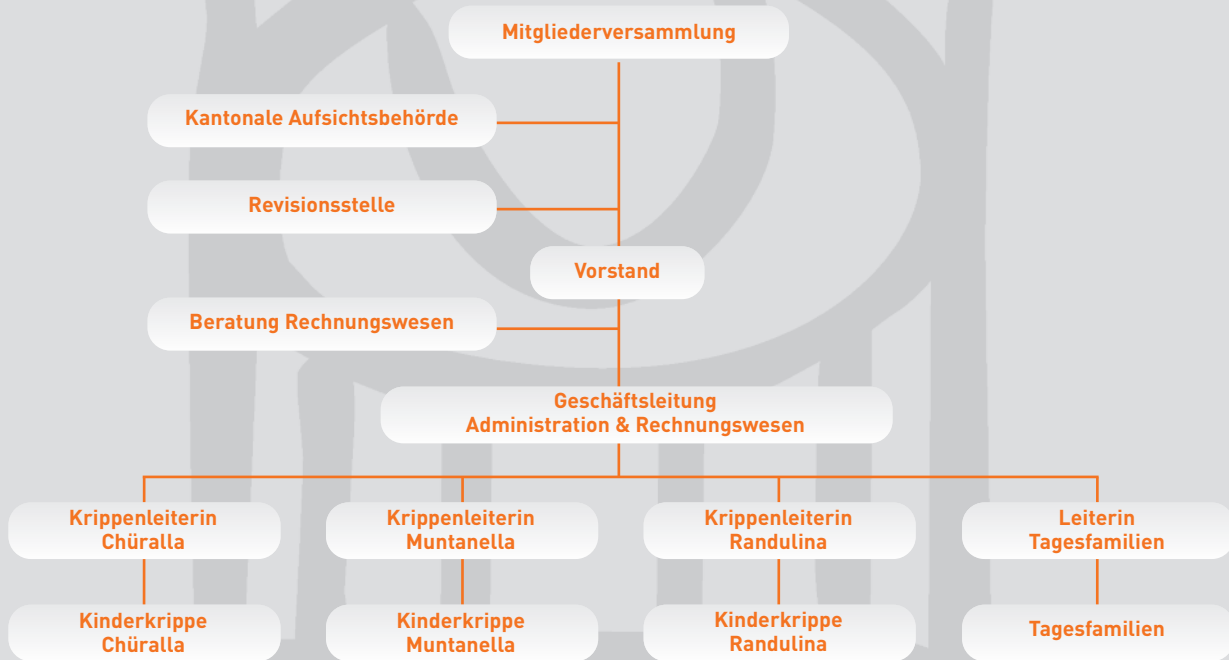 Mitgliederversammlung
Kantonale Aufsichtsbehörde
Revisionsstelle
Vorstand
Beratung Rechnungswesen
Geschäftsleitung
Administration & Rechnungswesen
Krippenleiterin
Chüralla
Krippenleiterin
Muntanella
Krippenleiterin
Randulina
Leiterin
Tagesfamilien
Kinderkrippe
Chüralla
Kinderkrippe
Muntanella
Kinderkrippe
Randulina
Tagesfamilien